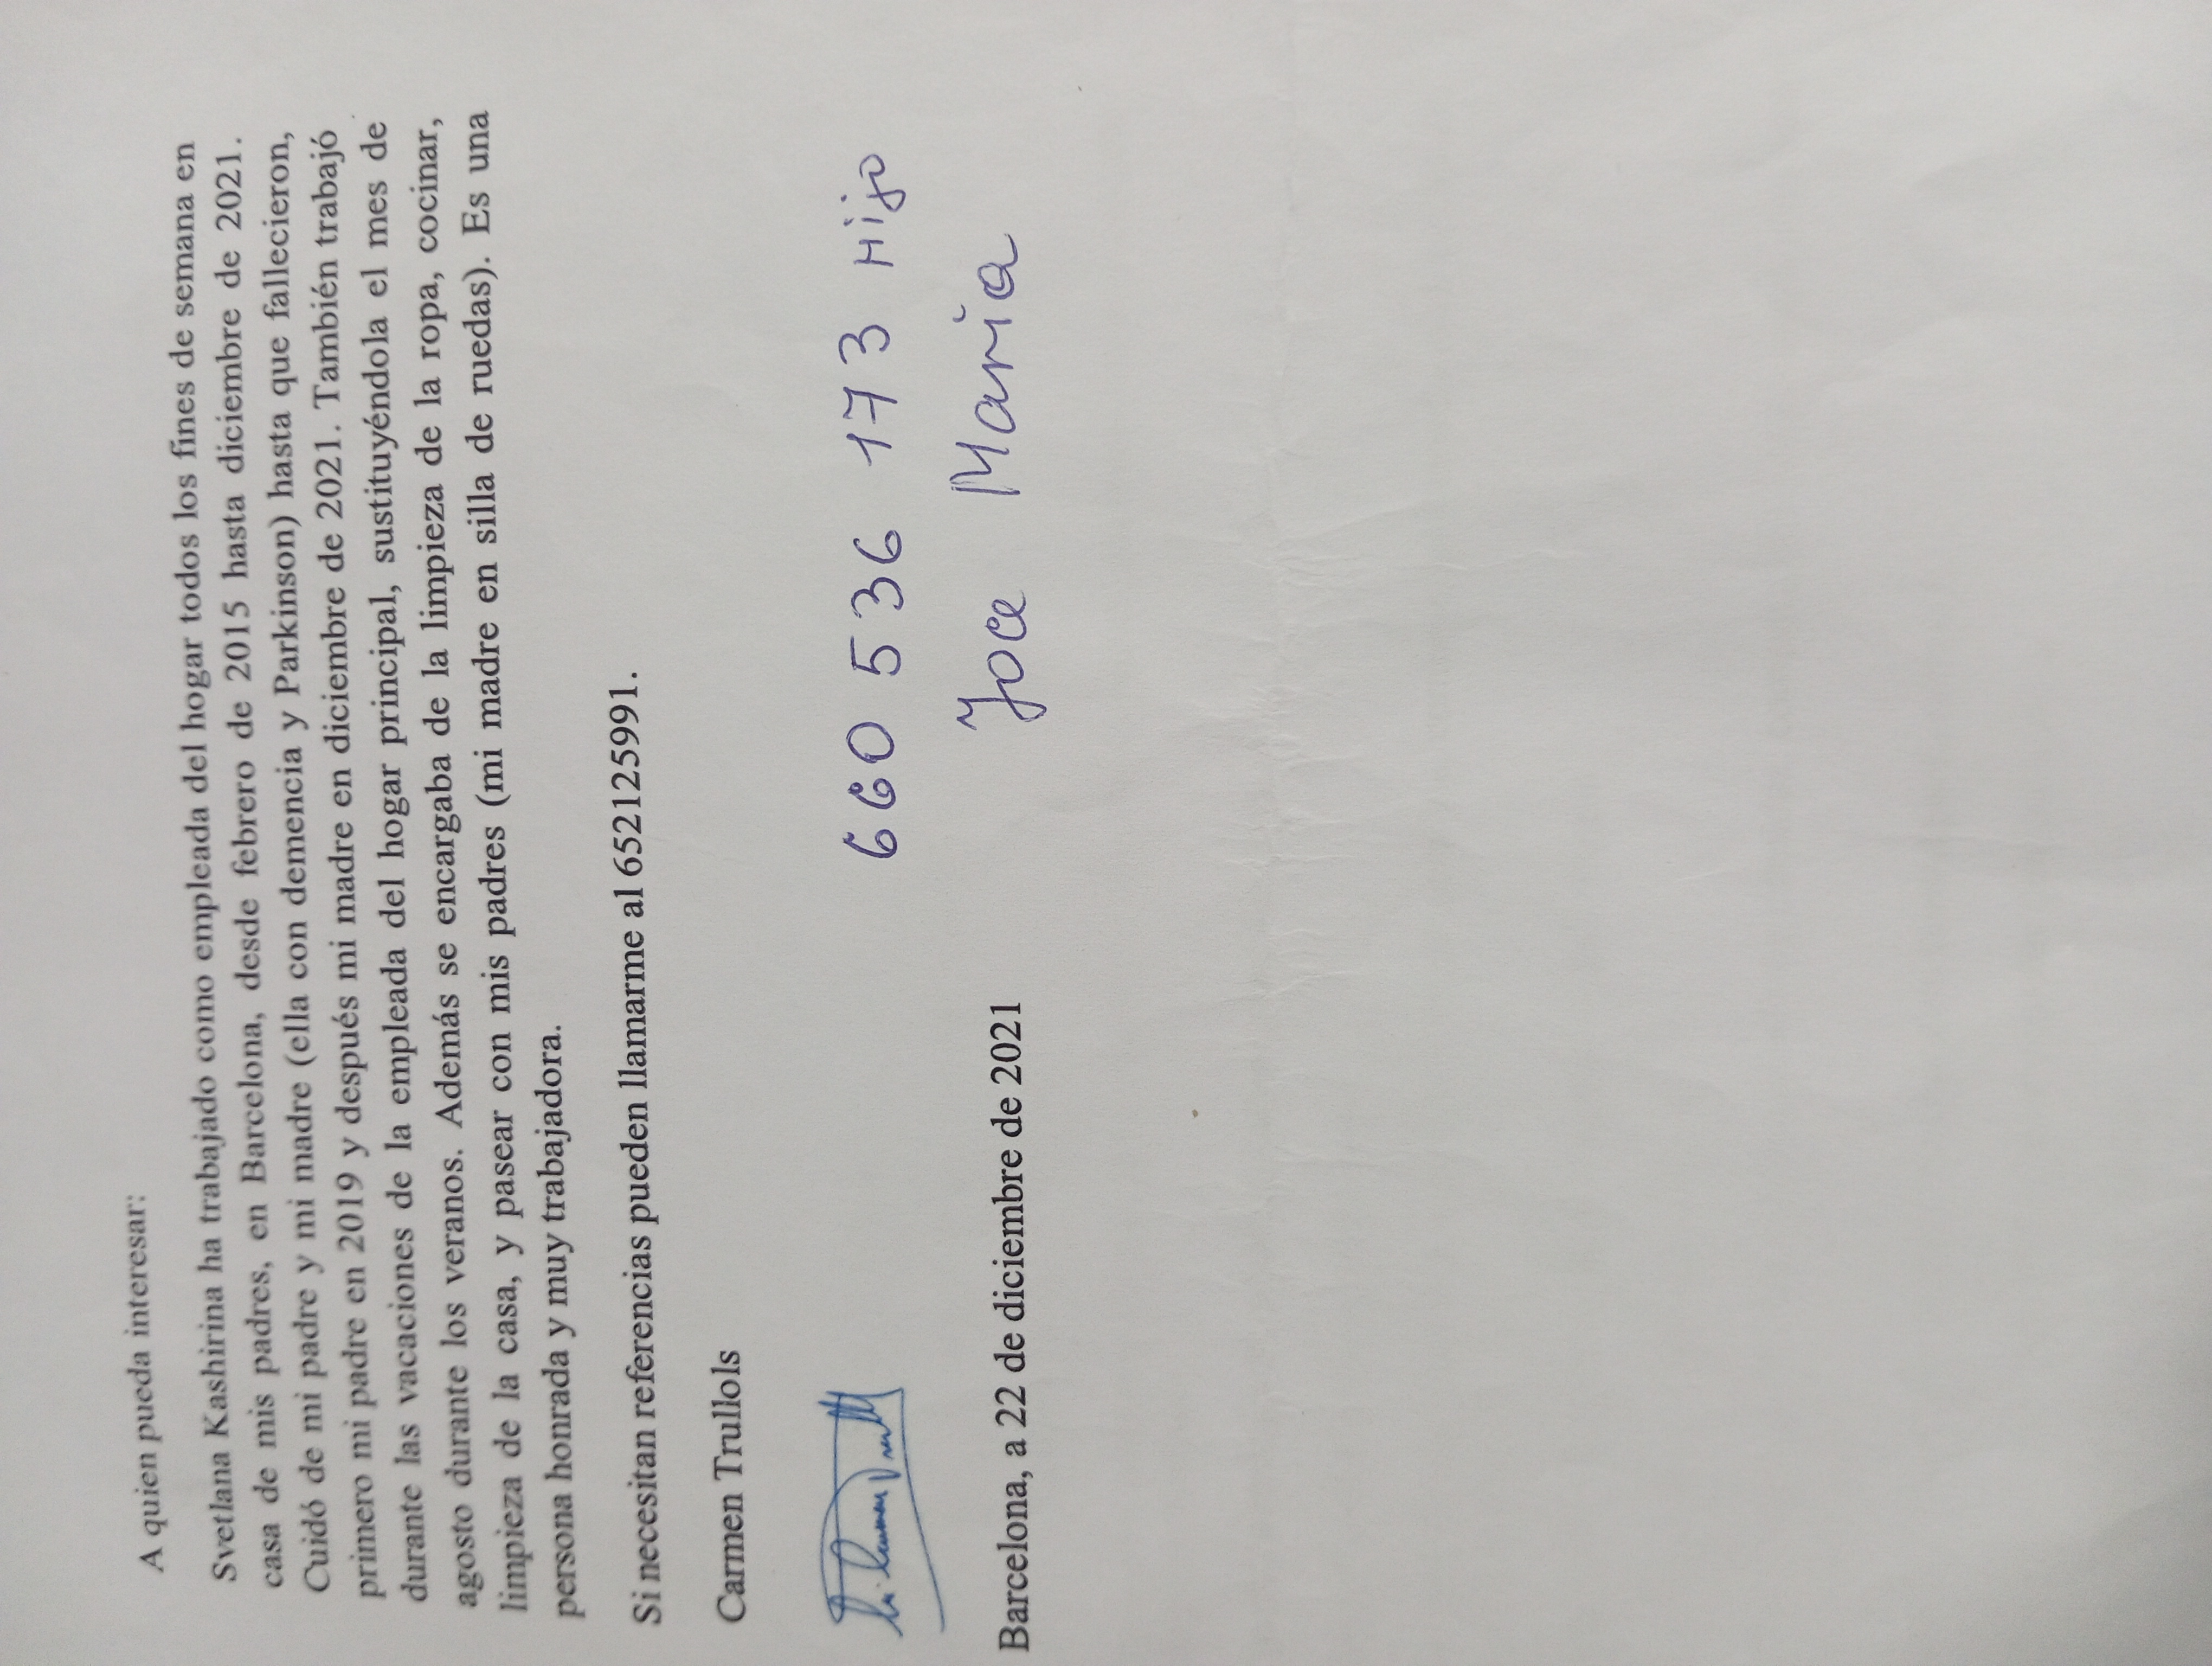 A quien pueda interesar:
Svetlana Kashirina ha trabajado como empleada del hogar todos los fines de semana en
casa de mis padres, en Barcelona, desde febrero de 2015 hasta diciembre de 2021.
Cuidó de mi padre y mi madre (ella con demencia y Parkinson) hasta que fallecieron,
primero mi padre en 2019 y después mi madre en diciembre de 2021. También trabajó
durante las vacaciones de la empleada del hogar principal, sustituyéndola el mes de
agosto durante los veranos. Además se encargaba de la limpieza de la ropa, cocinar,
limpieza de la casa, y pasear con mis padres (mi madre en silla de ruedas). Es una
persona honrada y muy trabajadora.
Si necesitan referencias pueden llamarme al 652125991.
Carmen Trullols
660 536 173 Hijo
Joce Maria
Barcelona, a 22 de diciembre de 2021